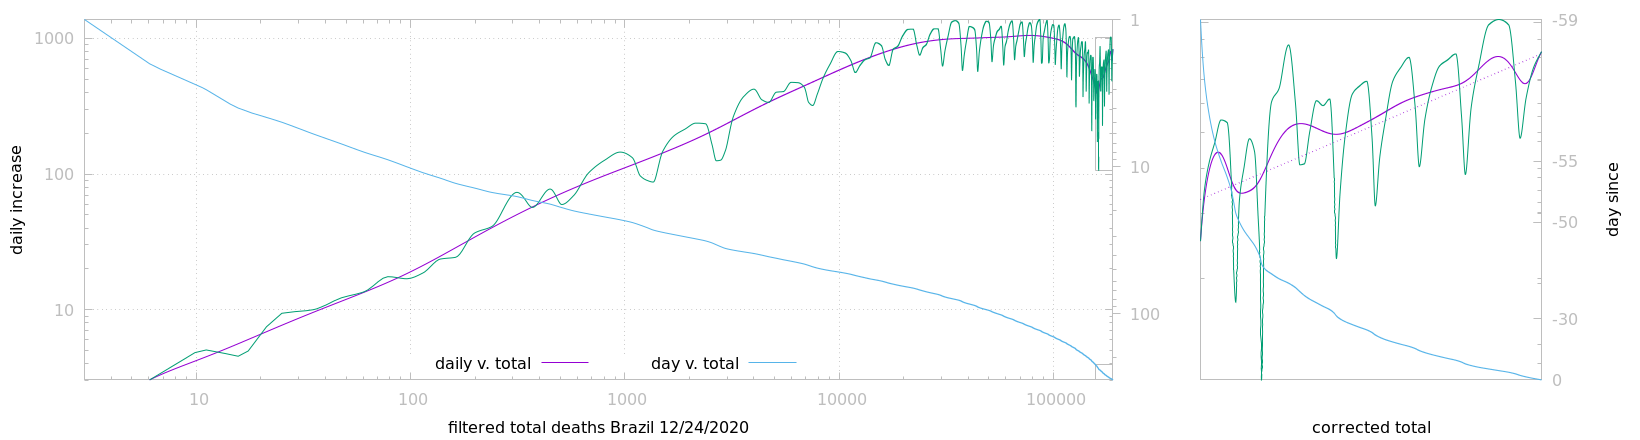 1000
100
10
daily increase
daily v. total
day v. total
10
100
1000
10000
100000
filtered total deaths Brazil 12/24/2020
1
10
100
-59
-55
-50
-30
0
day since
corrected total